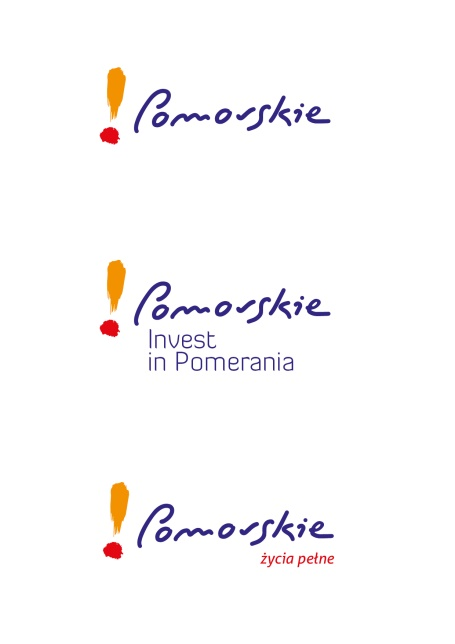 ! Pomorskie
! Pomorskie
Invest
in Pomerania
! Pomorskie
życia pełne